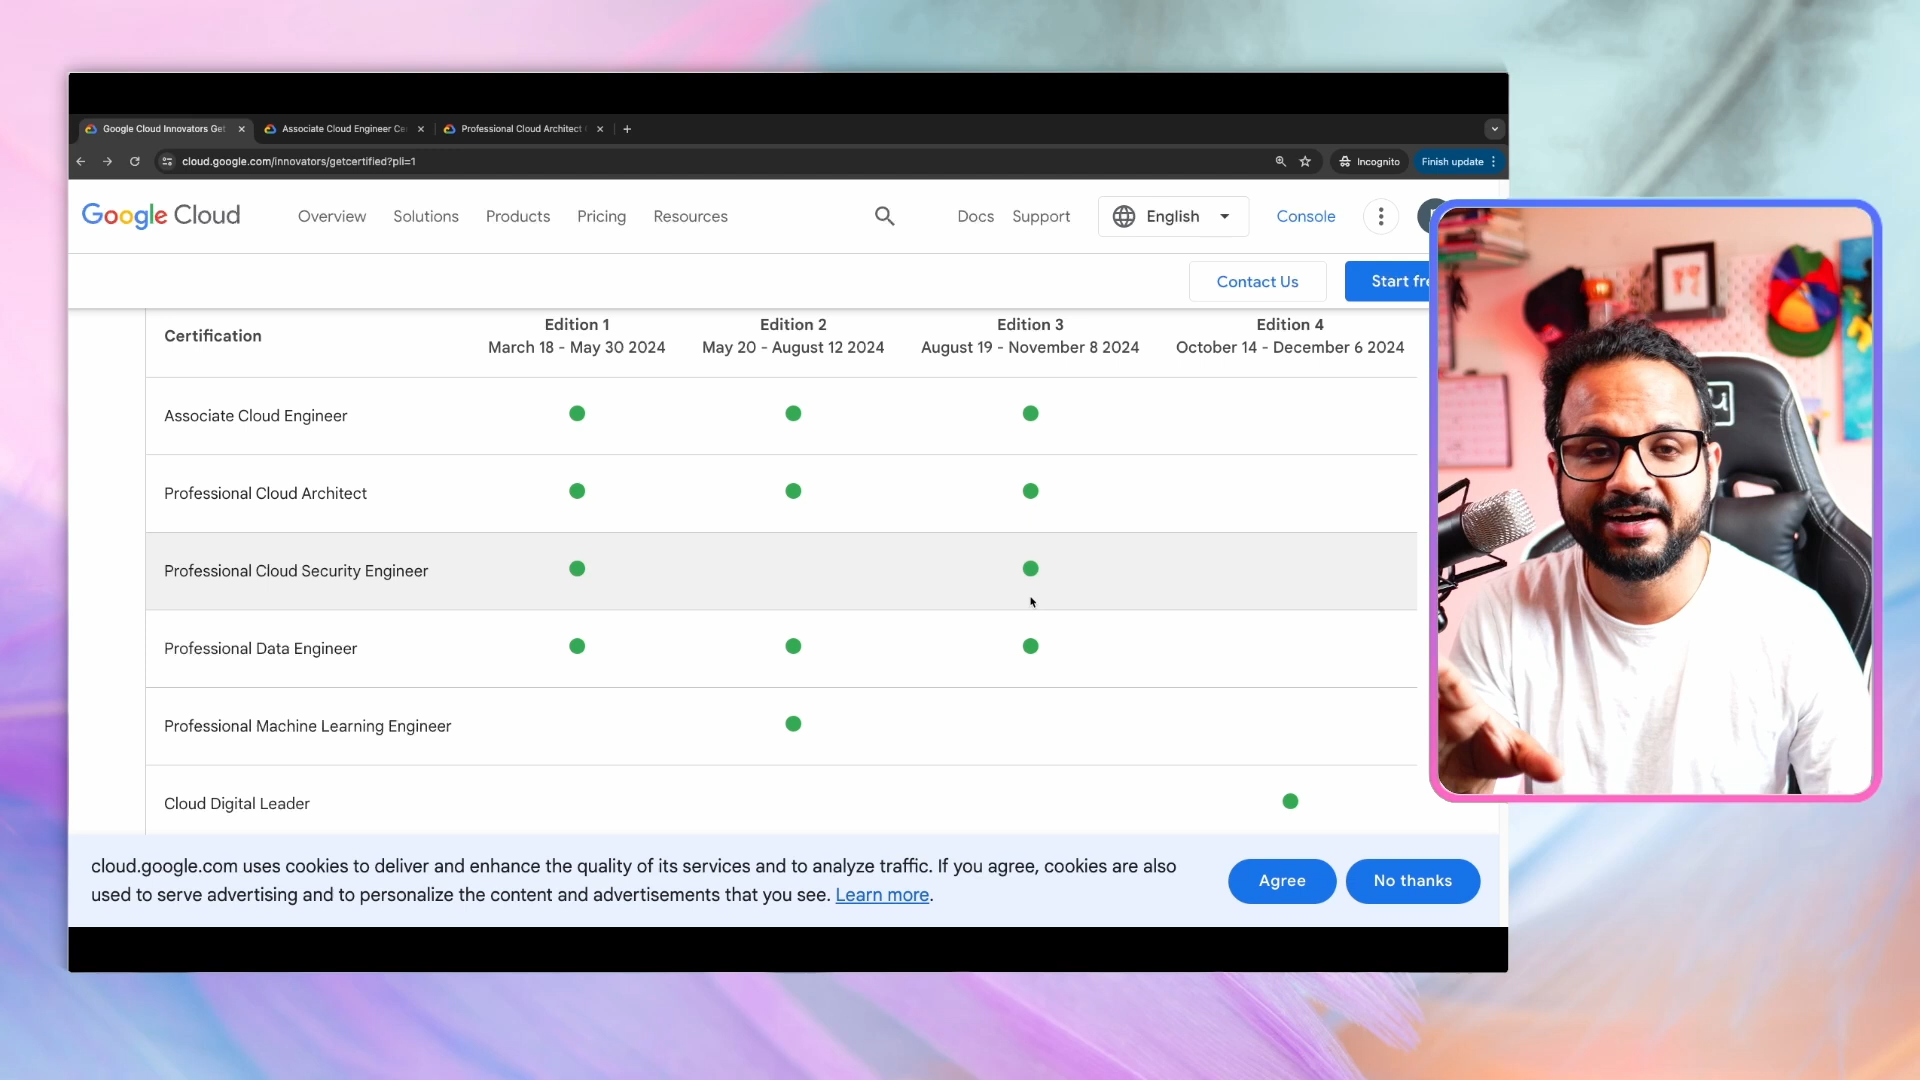 Google Cloud Innovators Get
Associate Cloud Engineer Ce
Professional Cloud Architect
cloud.google.com/innovators/getcertified?pli=1
Incognito
Finish update
Google Cloud
Overview
Solutions
Products
Pricing
Resources
Docs
Support
English
Console
Contact Us
Start fre
Certification
Edition 1
March 18 - May 30 2024
Edition 2
May 20 - August 12 2024
Edition 3
August 19 - November 8 2024
Edition 4
October 14 - December 6 2024
Associate Cloud Engineer
Professional Cloud Architect
Professional Cloud Security Engineer
Professional Data Engineer
Professional Machine Learning Engineer
Cloud Digital Leader
cloud.google.com uses cookies to deliver and enhance the quality of its services and to analyze traffic. If you agree, cookies are also
used to serve advertising and to personalize the content and advertisements that you see. Learn more.
Agree
No thanks